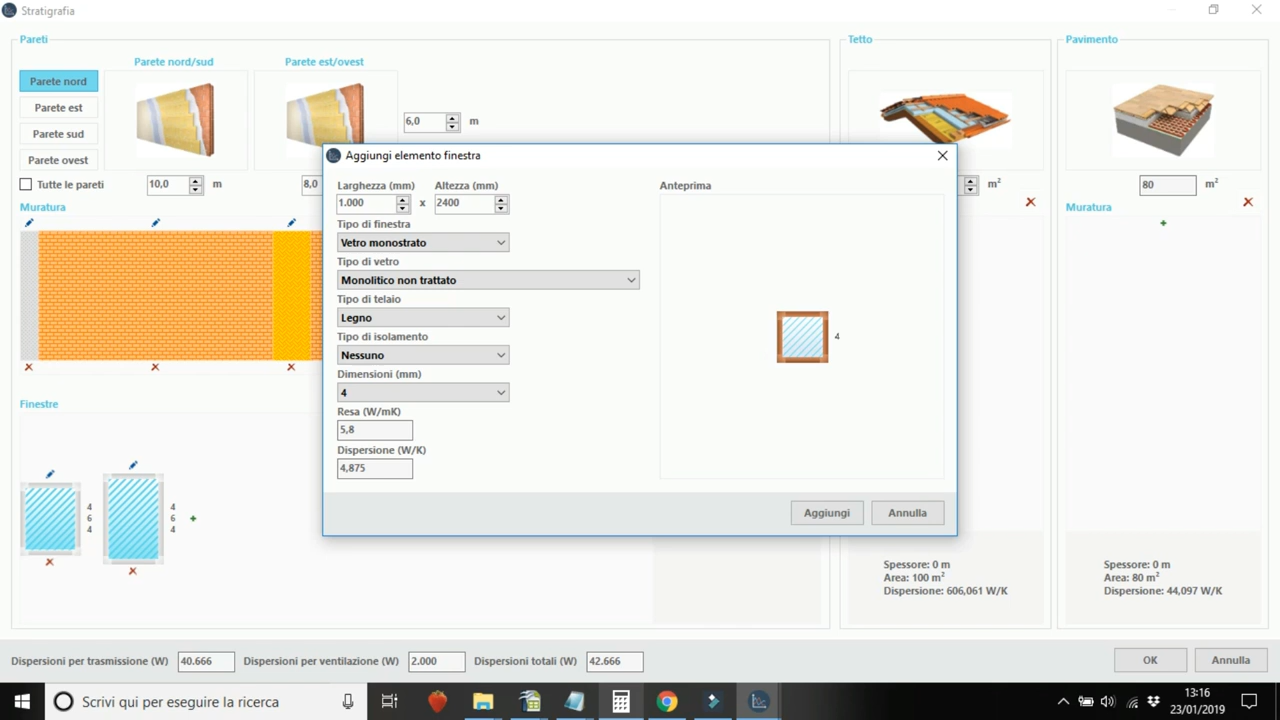 Stratigrafia
Pareti
Parete nord
Parete est
Parete sud
Parete ovest
Tutte le pareti
Parete nord/sud
Parete est/ovest
10,0 m
8,0
6,0 m
Muratura
Finestre
4
6
4
4
6
4
Aggiungi elemento finestra
Larghezza (mm) Altezza (mm)
1.000 x 2400
Tipo di finestra
Vetro monostrato
Tipo di vetro
Monolitico non trattato
Tipo di telaio
Legno
Tipo di isolamento
Nessuno
Dimensioni (mm)
4
Resa (W/mK)
5,8
Dispersione (W/K)
4,875
Anteprima
4
Aggiungi Annulla
Tetto
m²
Spessore: 0 m
Area: 100 m²
Dispersione: 606,061 W/K
Pavimento
80 m²
Muratura
Spessore: 0 m
Area: 80 m²
Dispersione: 44,097 W/K
Dispersioni per trasmissione (W) 40.666 Dispersioni per ventilazione (W) 2.000 Dispersioni totali (W) 42.666
OK Annulla
Scrivi qui per eseguire la ricerca
13:16
23/01/2019